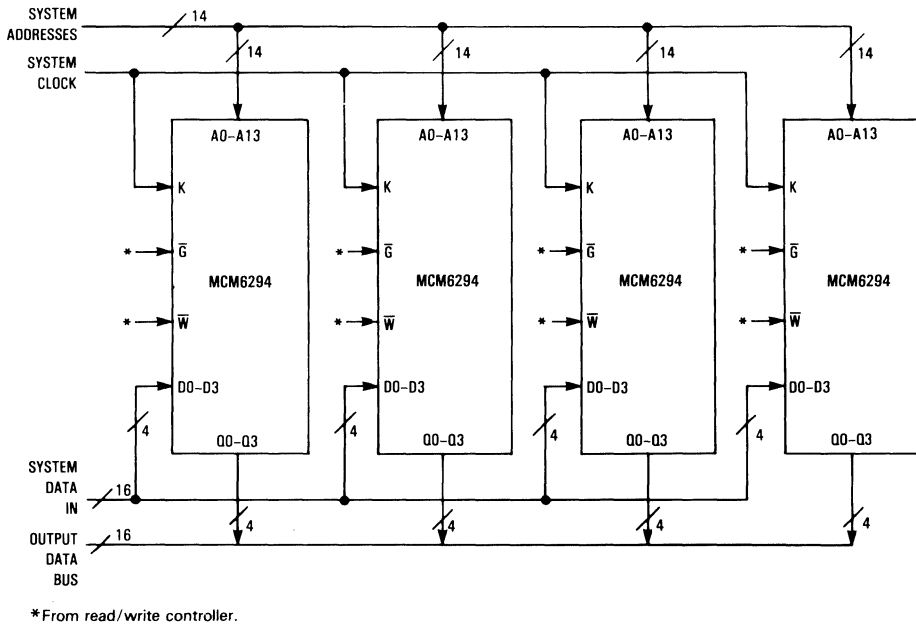 SYSTEM
ADDRESSES
14
14
14
14
14
SYSTEM
CLOCK
A0-A13
A0-A13
A0-A13
A0-A13
K
K
K
K
* G̅
* G̅
* G̅
* G̅
MCM6294
MCM6294
MCM6294
MCM6294
* W̅
* W̅
* W̅
* W̅
D0-D3
D0-D3
D0-D3
D0-D3
4
4
4
4
Q0-Q3
Q0-Q3
Q0-Q3
Q0-Q3
SYSTEM
DATA
IN
16
4
4
4
4
OUTPUT
DATA
BUS
16
*From read/write controller.